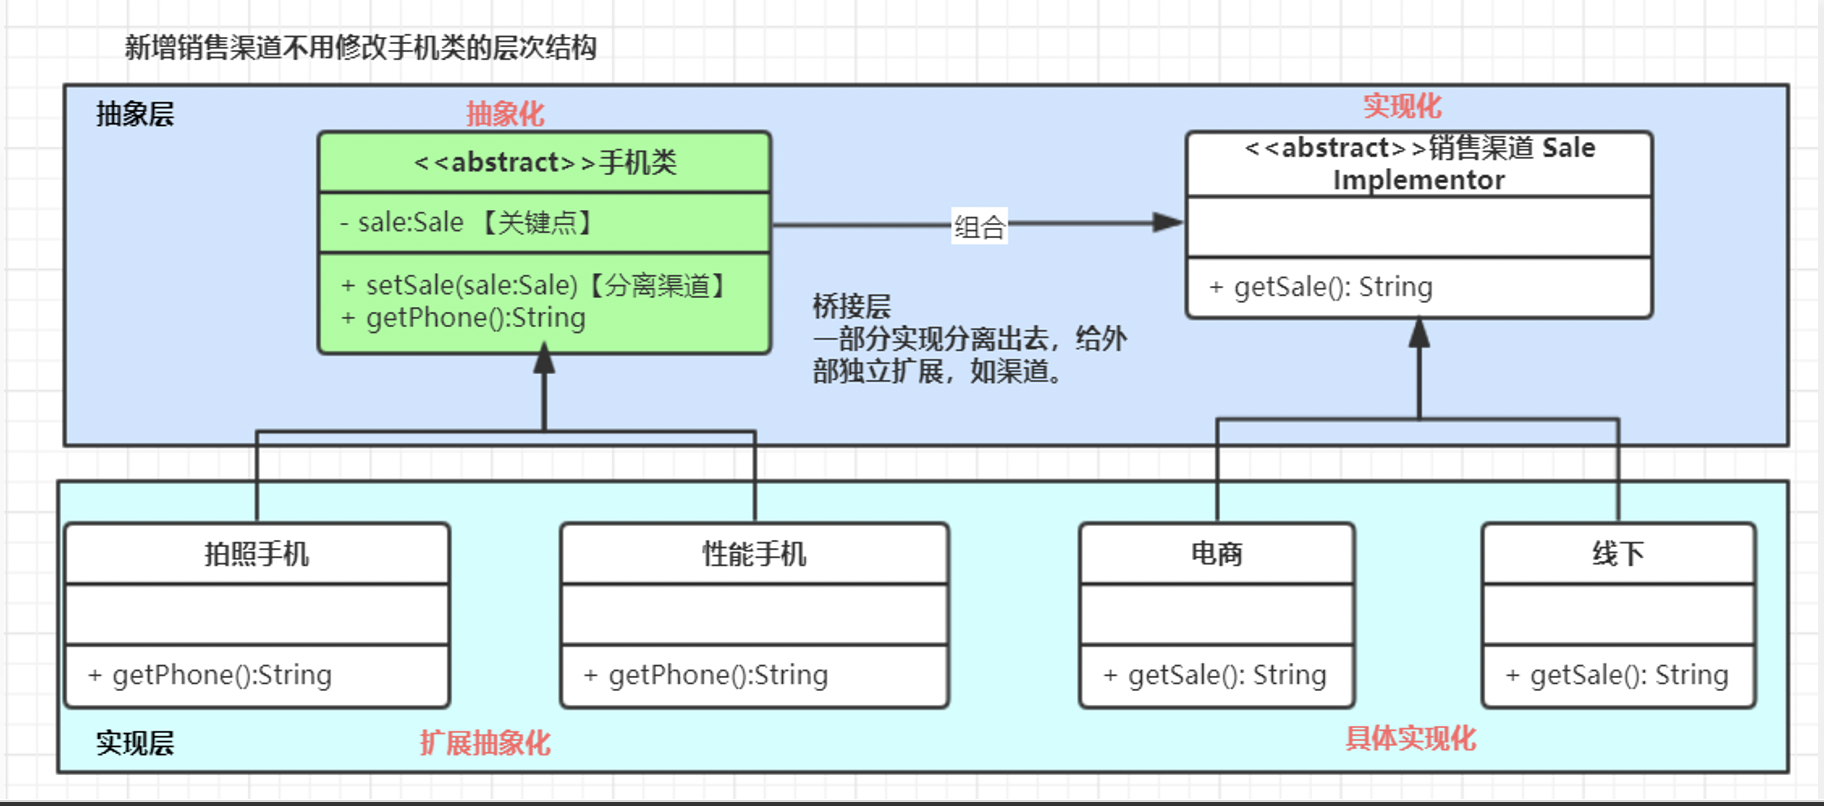 新增销售渠道不用修改手机类的层次结构
抽象层
抽象化
实现化
<<abstract>>手机类
- sale:Sale 【关键点】
+ setSale(sale:Sale)【分离渠道】
+ getPhone():String
组合
<<abstract>>销售渠道 Sale
Implementor
+ getSale(): String
桥接层
一部分实现分离出去，给外
部独立扩展，如渠道。
拍照手机
+ getPhone():String
性能手机
+ getPhone():String
电商
+ getSale(): String
线下
+ getSale(): String
实现层
扩展抽象化
具体实现化